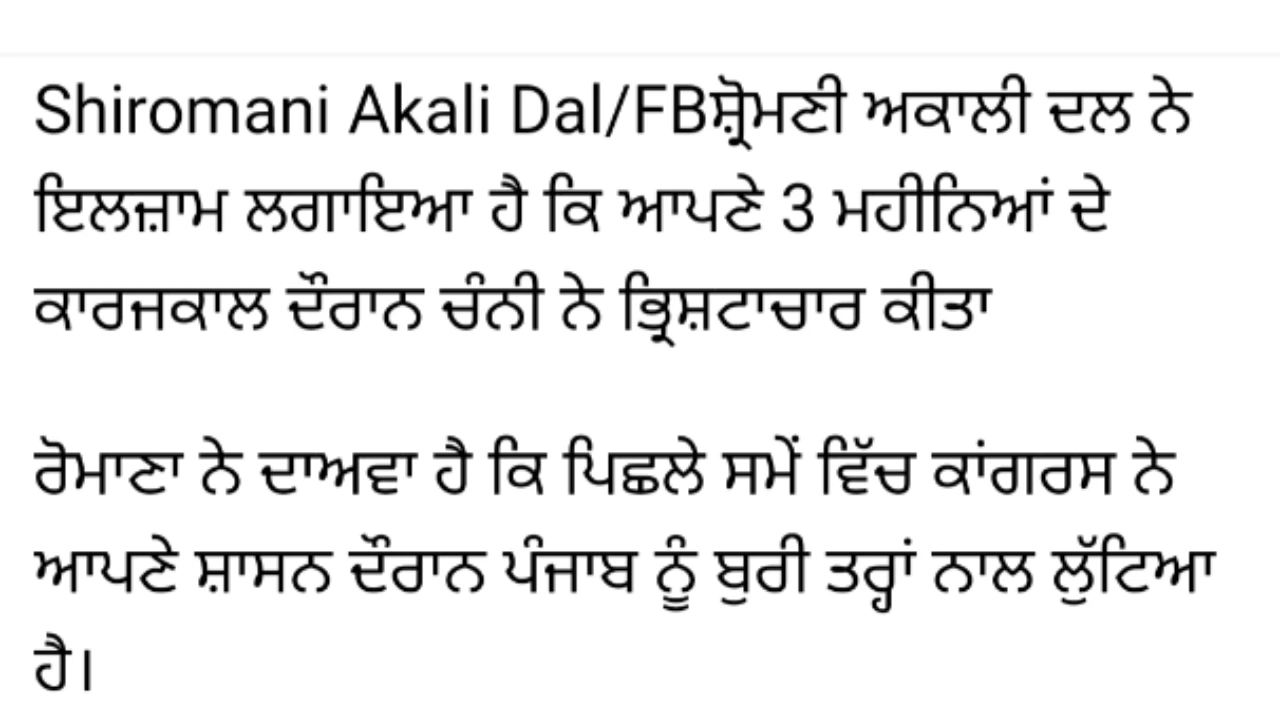 Shiromani Akali Dal/FBਸ਼੍ਰੋਮਣੀ ਅਕਾਲੀ ਦਲ ਨੇ
ਇਲਜ਼ਾਮ ਲਗਾਇਆ ਹੈ ਕਿ ਆਪਣੇ 3 ਮਹੀਨਿਆਂ ਦੇ
ਕਾਰਜਕਾਲ ਦੌਰਾਨ ਚੰਨੀ ਨੇ ਭ੍ਰਿਸ਼ਟਾਚਾਰ ਕੀਤਾ
ਰੋਮਾਣਾ ਨੇ ਦਾਅਵਾ ਹੈ ਕਿ ਪਿਛਲੇ ਸਮੇਂ ਵਿੱਚ ਕਾਂਗਰਸ ਨੇ
ਆਪਣੇ ਸ਼ਾਸਨ ਦੌਰਾਨ ਪੰਜਾਬ ਨੂੰ ਬੁਰੀ ਤਰ੍ਹਾਂ ਨਾਲ ਲੁੱਟਿਆ
ਹੈ।